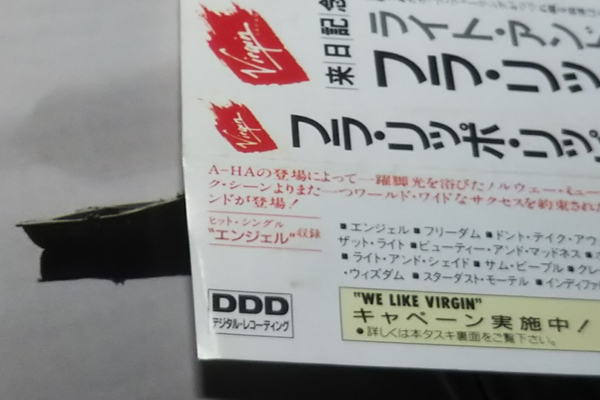 Virgin
来日記念
ライト・アンド
フラ・リッ
Virgin
フラ・リッポ・リッ
A-HAの登場によって一躍脚光を浴びたノルウェー・ミュー
ク・シーンよりまた一つワールド・ワイドなサクセスを約束された
ンドが登場！
ヒット・シングル
"エンジェル"収録
■エンジェル ■フリーダム ■ドント・テイク・アウ
ザット・ライト ■ビューティー・アンド・マッドネス
■ライト・アンド・シェイド ■サム・ピープル ■クレ
・ウィズダム ■スターダスト・モーテル ■インディファ
DDD
デジタル・レコーディング
"WE LIKE VIRGIN"
キャペーン実施中！
●詳しくは本タスキ裏面をご覧下さい。